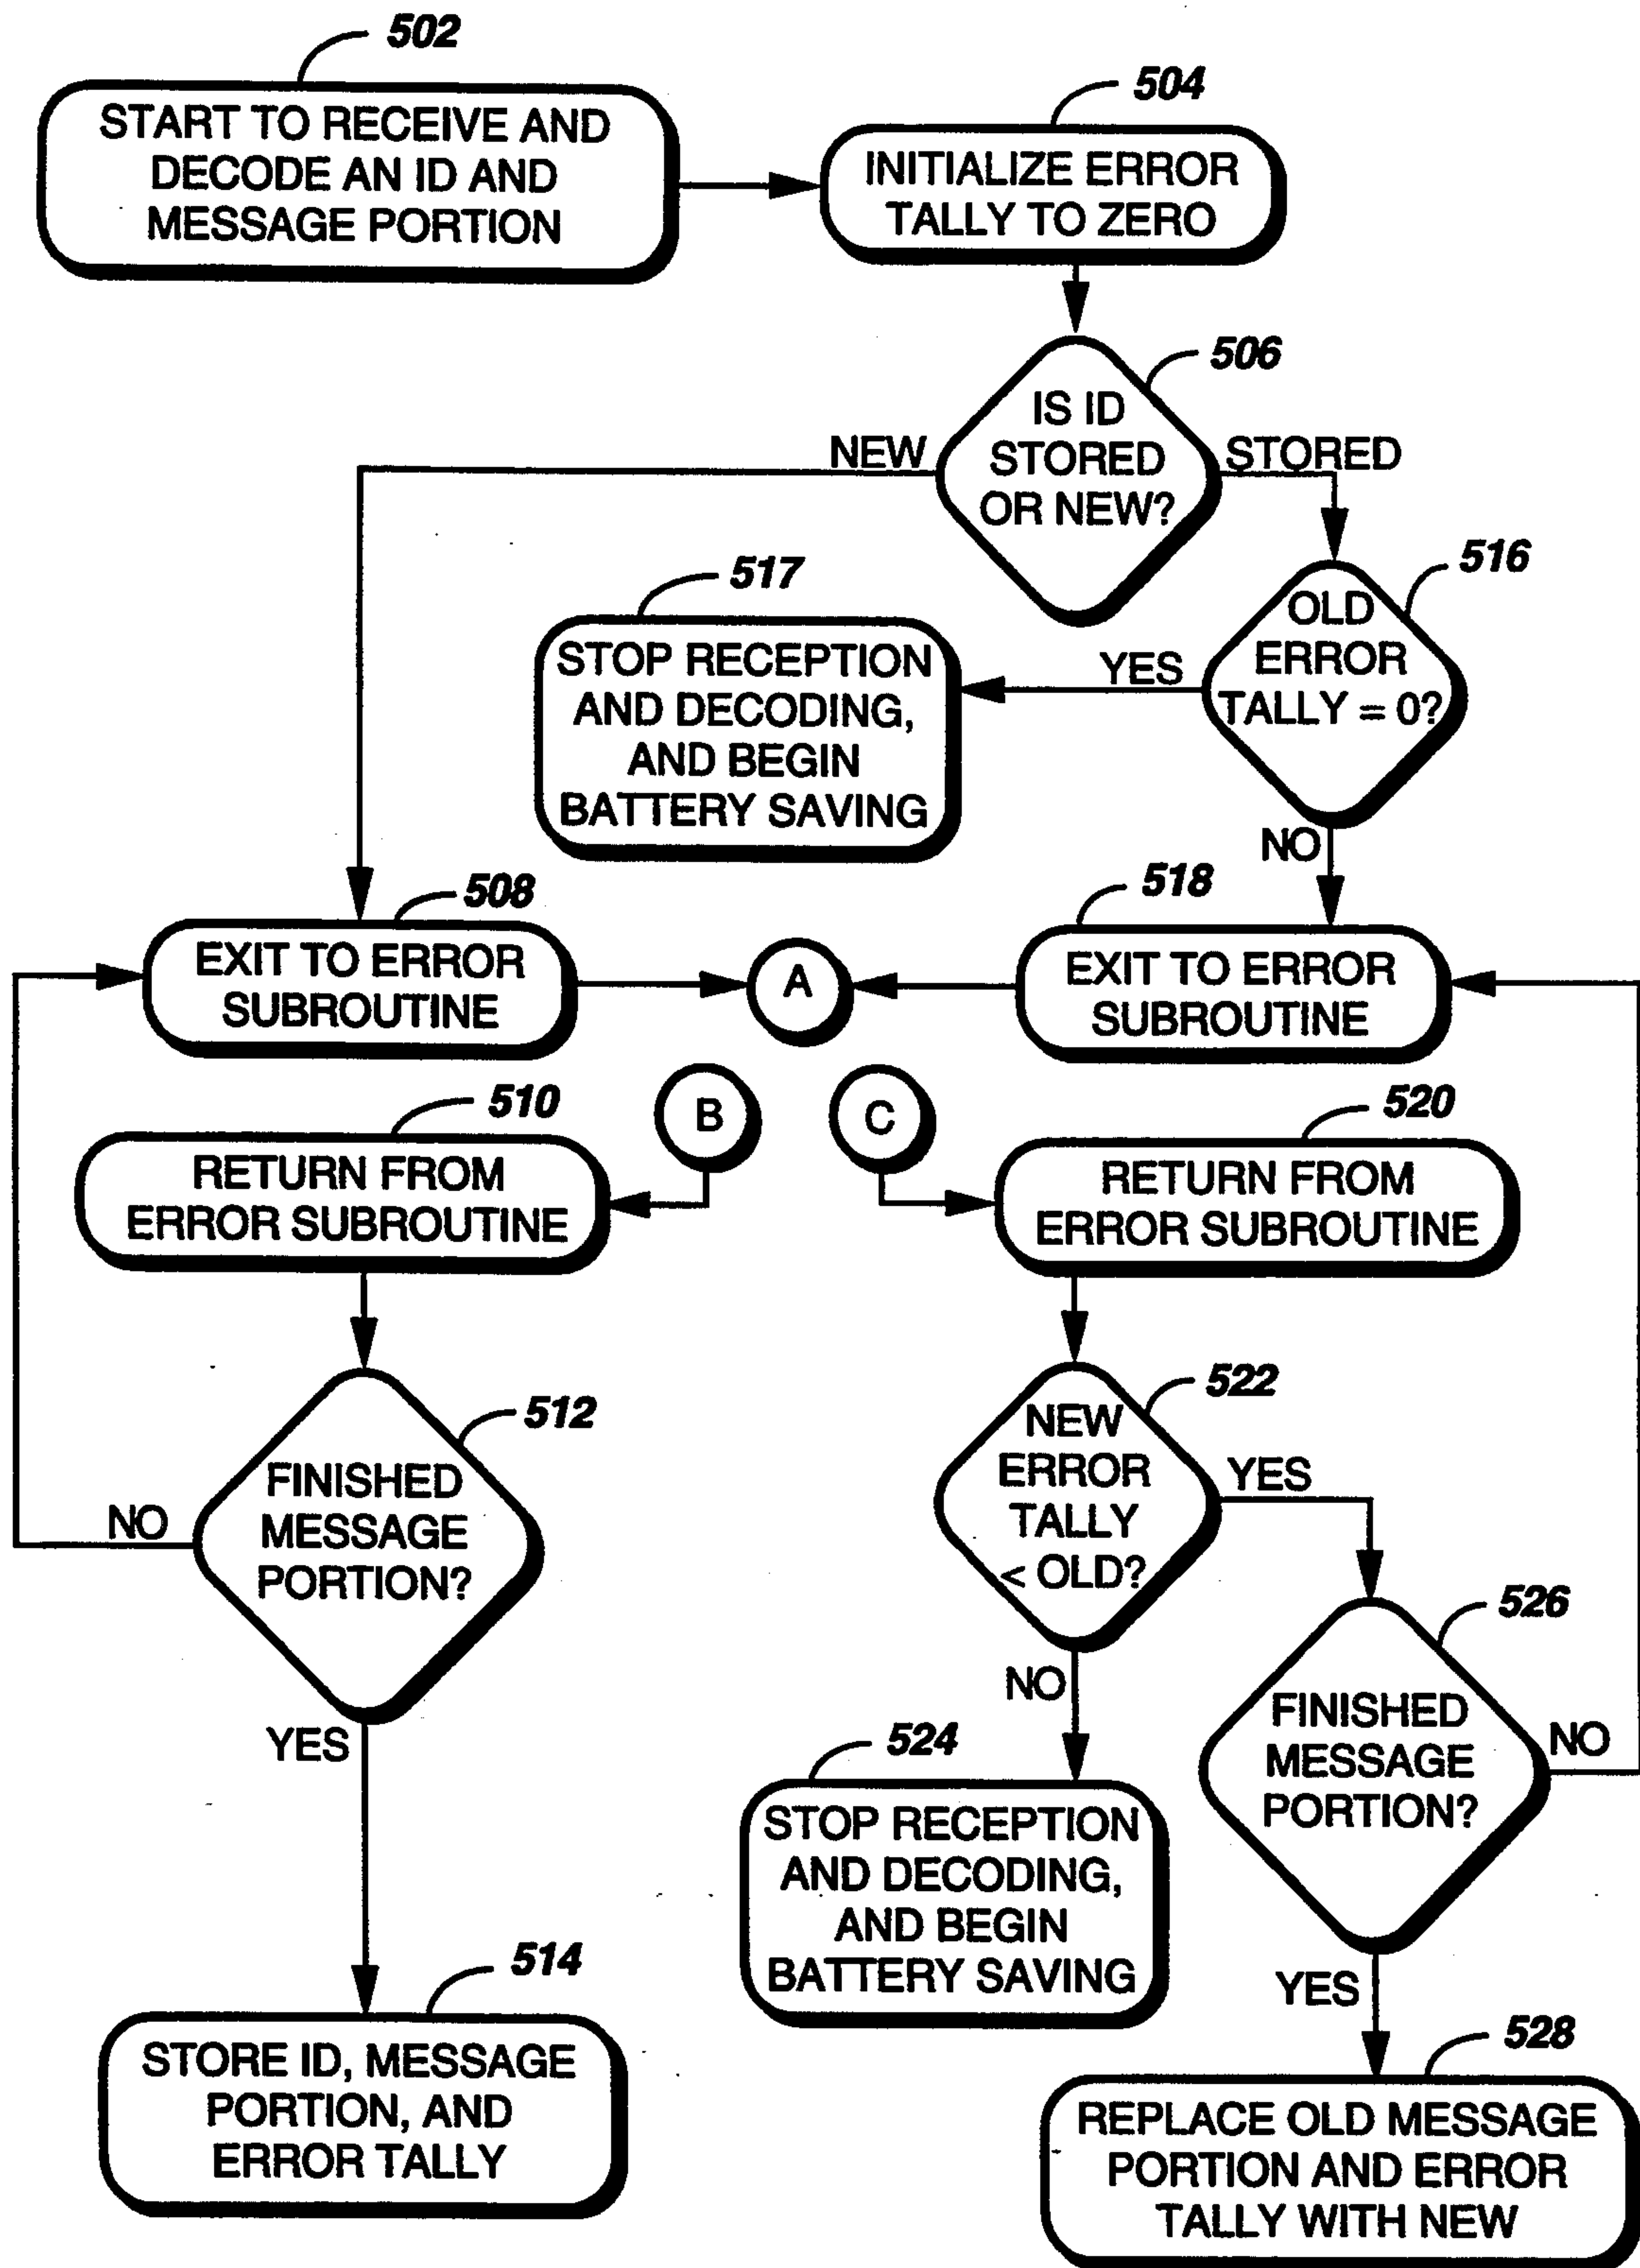 502
START TO RECEIVE AND
DECODE AN ID AND
MESSAGE PORTION
504
INITIALIZE ERROR
TALLY TO ZERO
506
IS ID
STORED
OR NEW?
NEW
STORED
516
OLD
ERROR
TALLY = 0?
YES
NO
517
STOP RECEPTION
AND DECODING,
AND BEGIN
BATTERY SAVING
508
EXIT TO ERROR
SUBROUTINE
A
518
EXIT TO ERROR
SUBROUTINE
B
C
510
RETURN FROM
ERROR SUBROUTINE
520
RETURN FROM
ERROR SUBROUTINE
512
FINISHED
MESSAGE
PORTION?
NO
YES
522
NEW
ERROR
TALLY
< OLD?
YES
NO
526
FINISHED
MESSAGE
PORTION?
NO
YES
524
STOP RECEPTION
AND DECODING,
AND BEGIN
BATTERY SAVING
514
STORE ID, MESSAGE
PORTION, AND
ERROR TALLY
528
REPLACE OLD MESSAGE
PORTION AND ERROR
TALLY WITH NEW